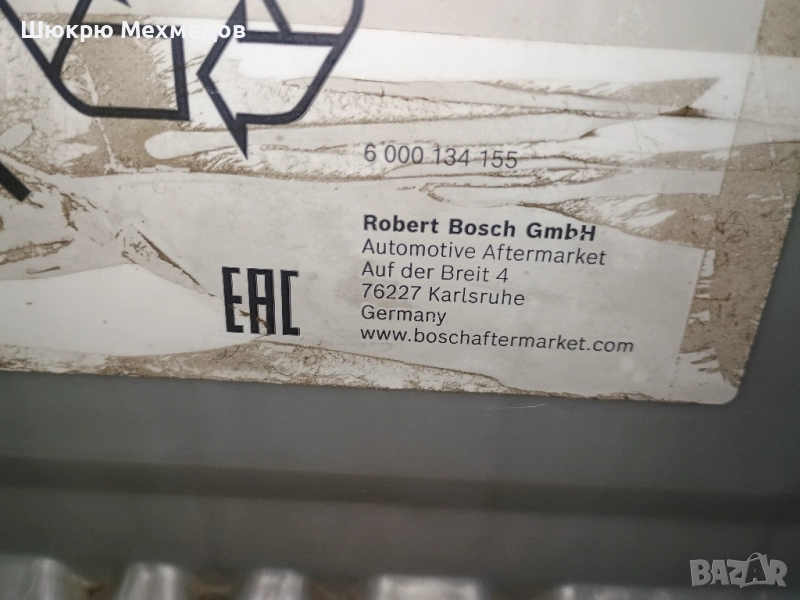 Шюкрю Мехмедов
6 000 134 155
Robert Bosch GmbH
Automotive Aftermarket
Auf der Breit 4
76227 Karlsruhe
Germany
www.boschaftermarket.com
EAC
BAZAR